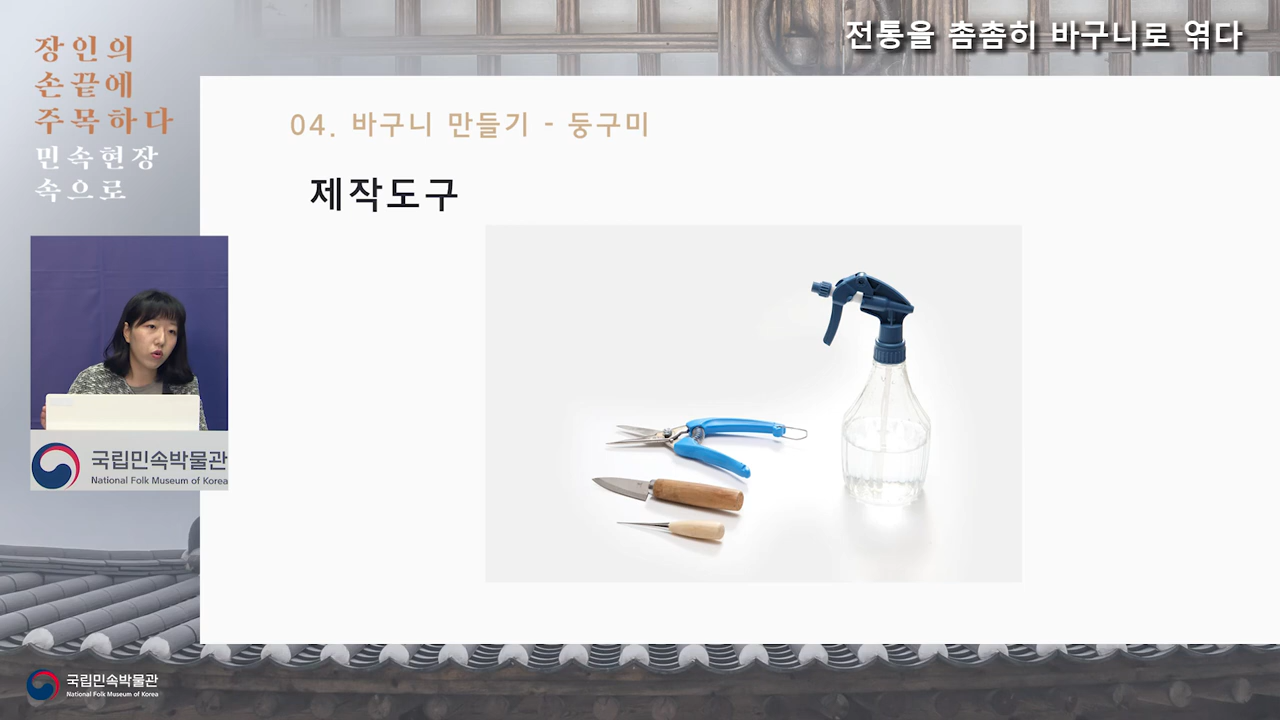 장인의
손끝에
주목하다
민속현장
속으로
전통을 촘촘히 바구니로 엮다
04. 바구니 만들기 - 둥구미
제작도구
국립민속박물관
National Folk Museum of Korea
국립민속박물관
National Folk Museum of Korea